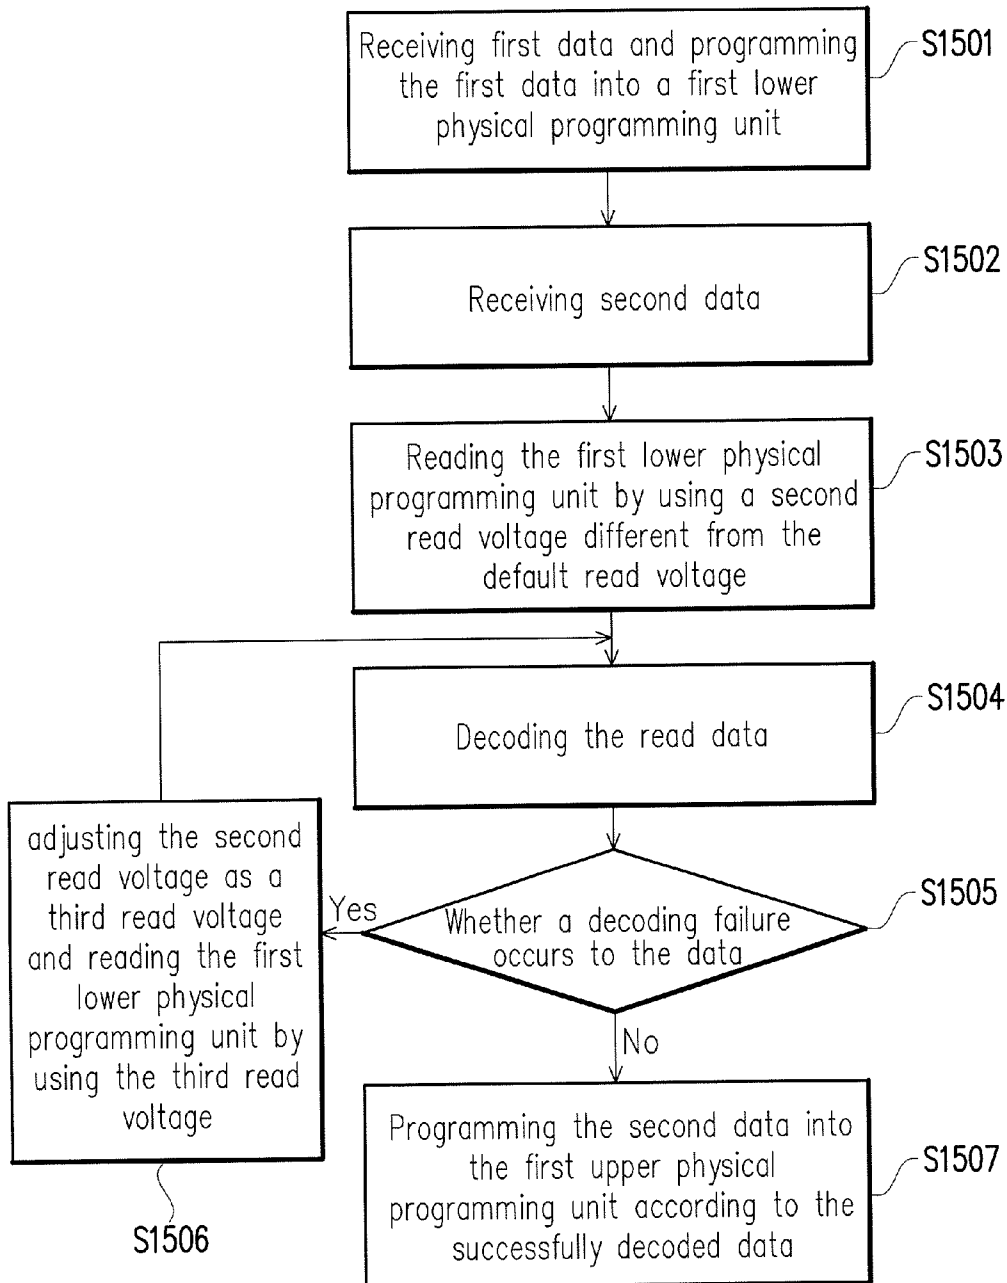 Receiving first data and programming
the first data into a first lower
physical programming unit
S1501
Receiving second data
S1502
Reading the first lower physical
programming unit by using a second
read voltage different from the
default read voltage
S1503
Decoding the read data
S1504
Whether a decoding failure
occurs to the data
S1505
Yes
No
adjusting the second
read voltage as a
third read voltage
and reading the first
lower physical
programming unit by
using the third read
voltage
S1506
Programming the second data into
the first upper physical
programming unit according to the
successfully decoded data
S1507